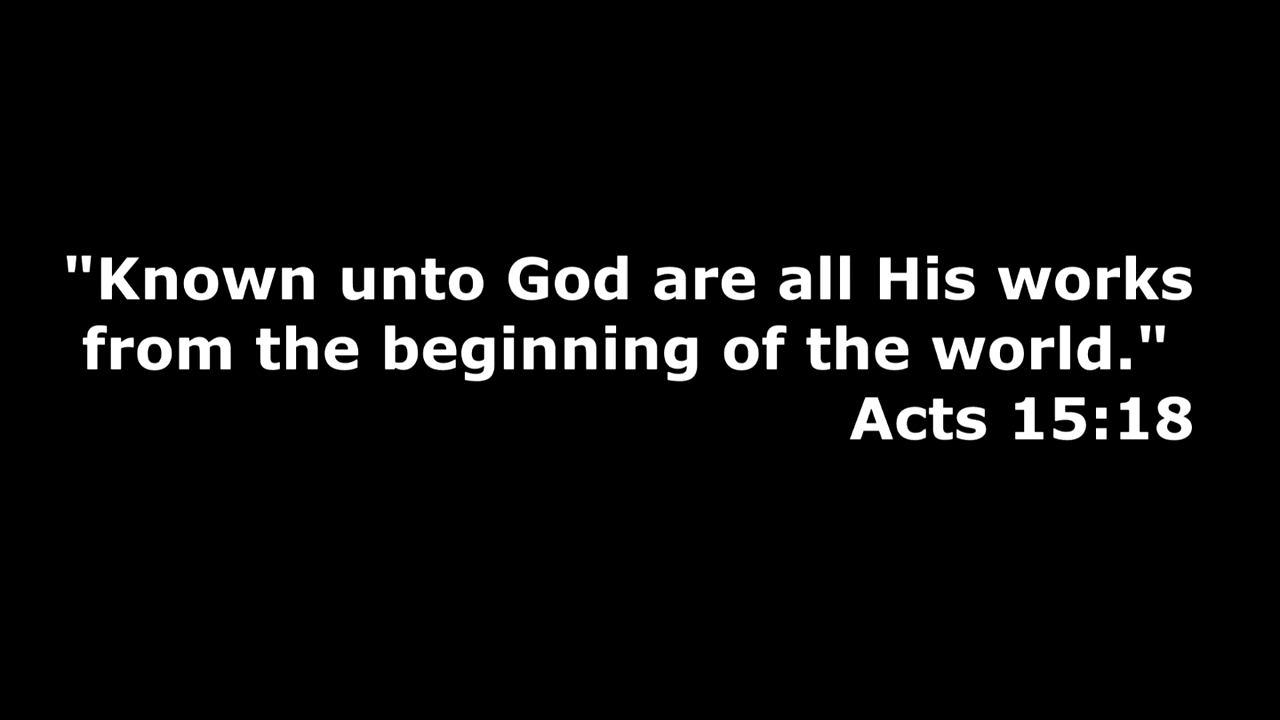 "Known unto God are all His works
from the beginning of the world."
Acts 15:18